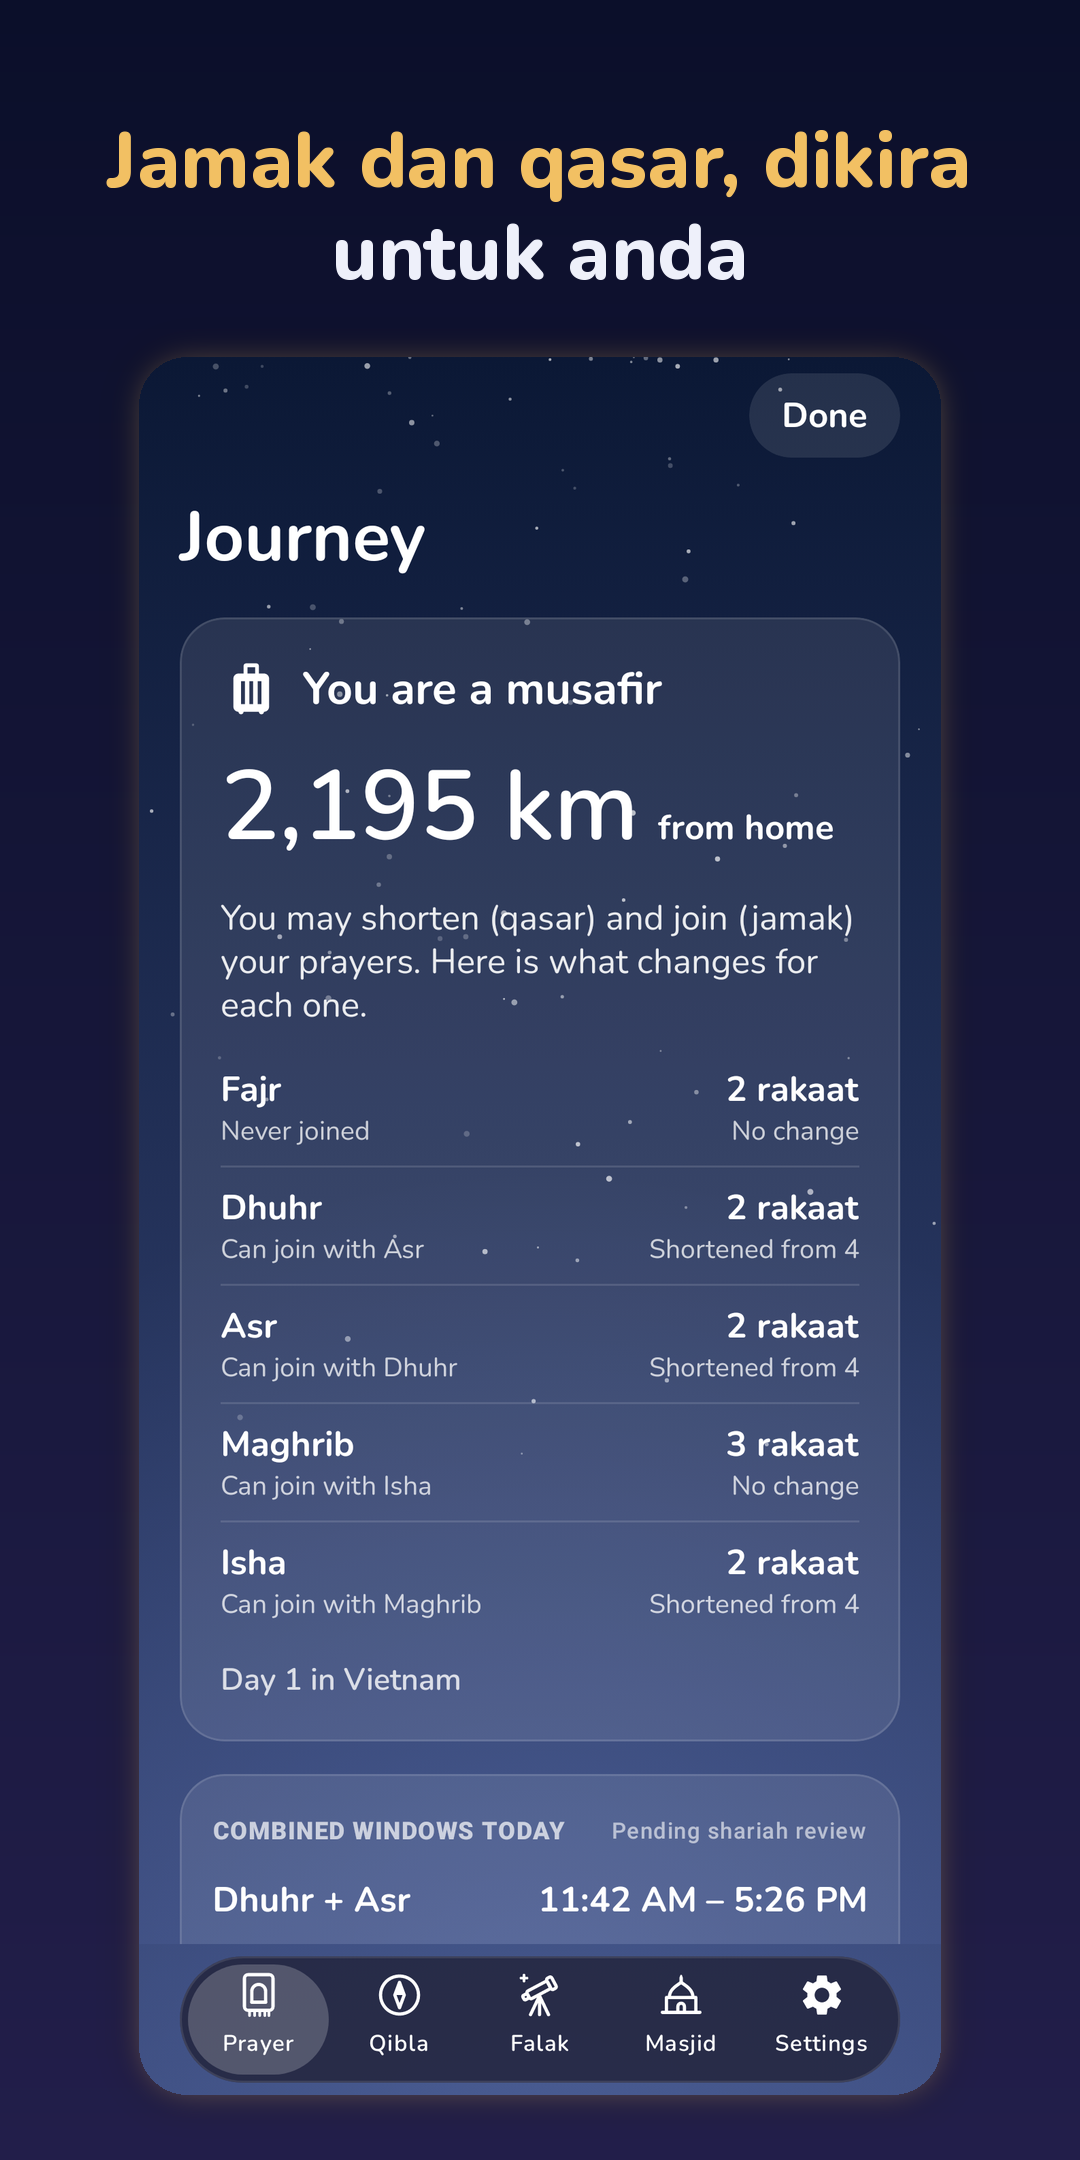 Jamak dan qasar, dikira
untuk anda
Done
Journey
You are a musafir
2,195 km from home
You may shorten (qasar) and join (jamak)
your prayers. Here is what changes for
each one.
Fajr 2 rakaat
Never joined No change
Dhuhr 2 rakaat
Can join with Asr Shortened from 4
Asr 2 rakaat
Can join with Dhuhr Shortened from 4
Maghrib 3 rakaat
Can join with Isha No change
Isha 2 rakaat
Can join with Maghrib Shortened from 4
Day 1 in Vietnam
COMBINED WINDOWS TODAY Pending shariah review
Dhuhr + Asr 11:42 AM – 5:26 PM
Prayer Qibla Falak Masjid Settings